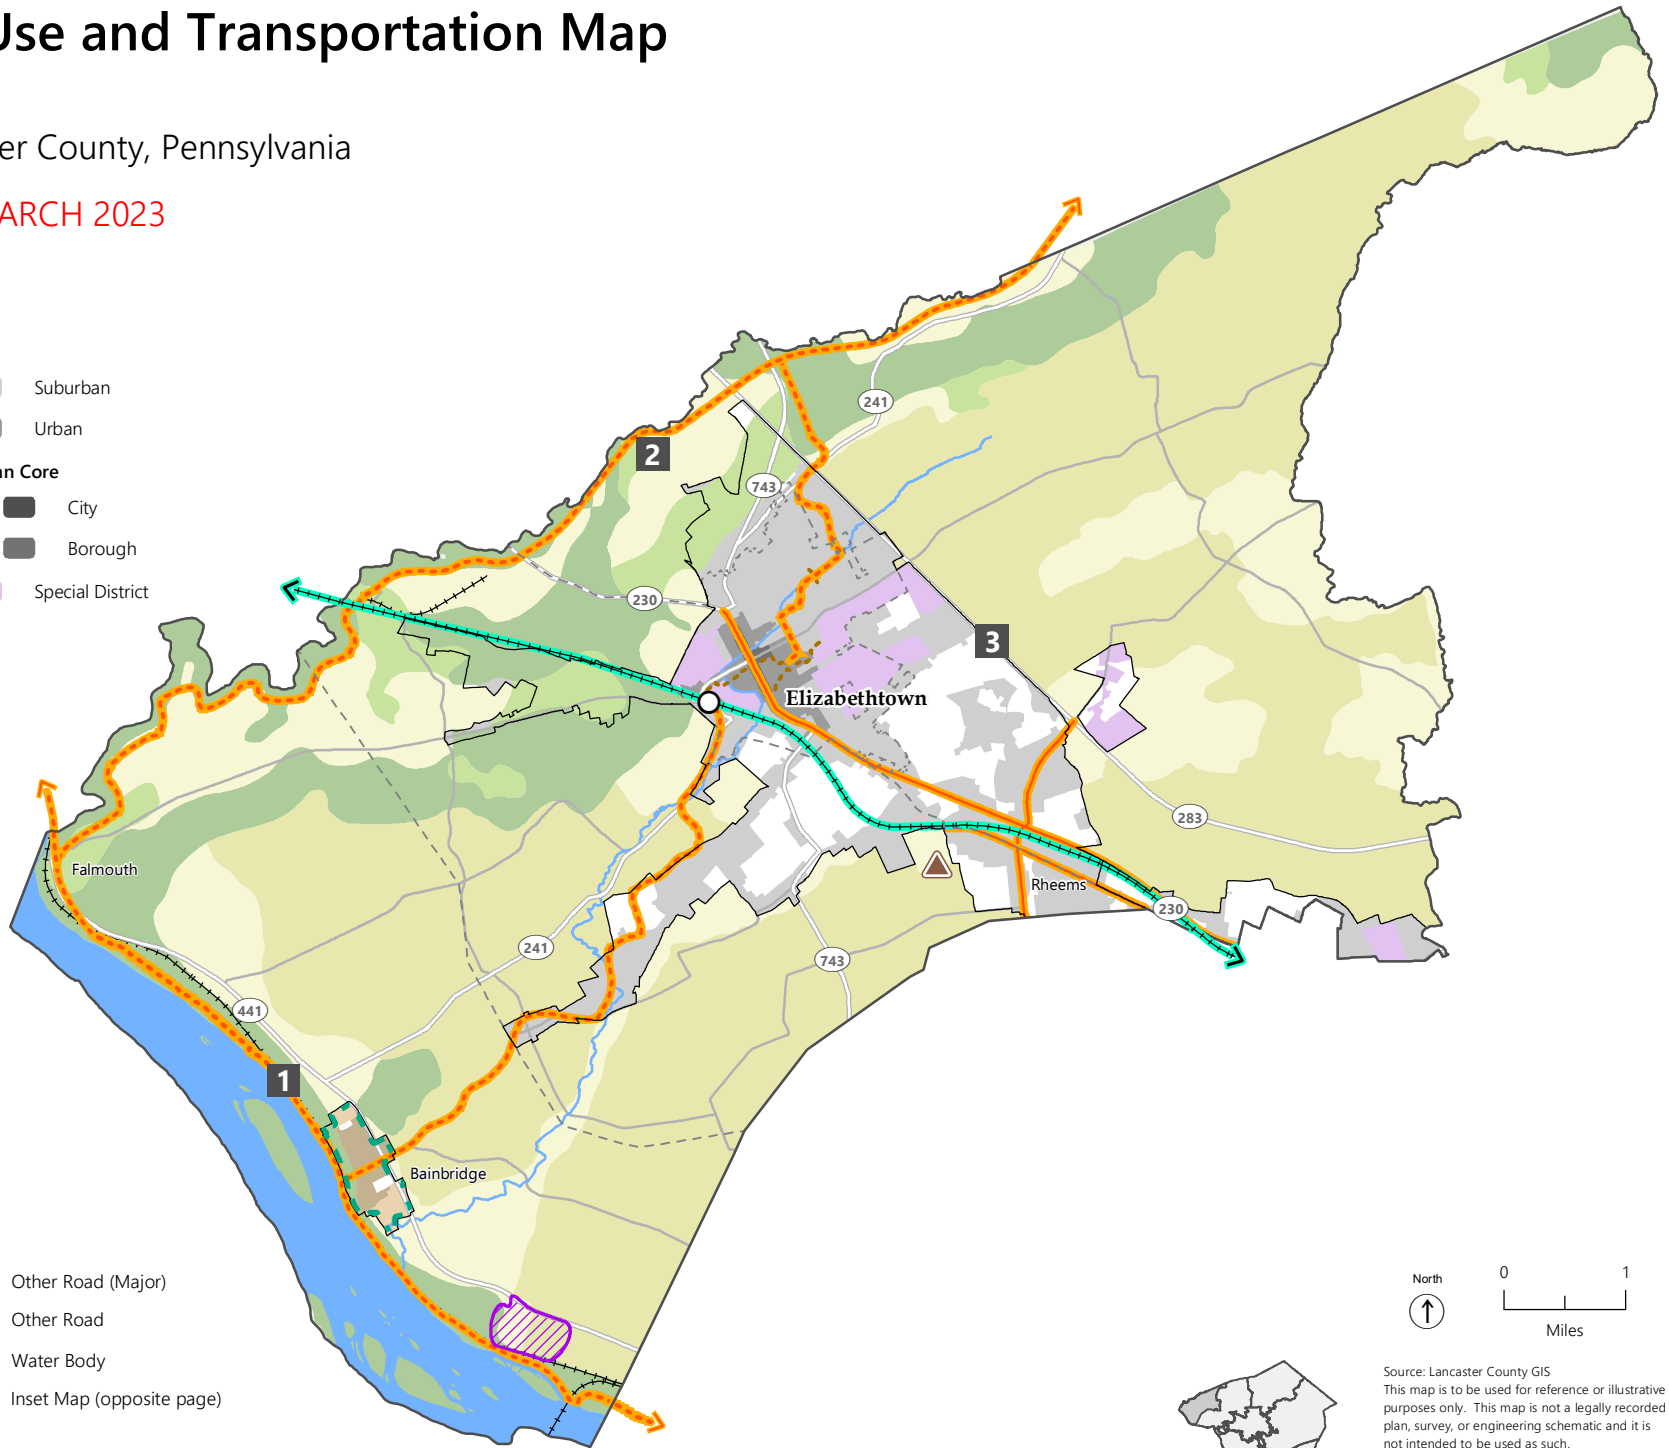 Use and Transportation Map
er County, Pennsylvania
ARCH 2023
Suburban
Urban
n Core
City
Borough
Special District
241
2
743
230
3
Elizabethtown
283
Falmouth
Rheems
230
241
743
441
1
Bainbridge
Other Road (Major)
Other Road
Water Body
Inset Map (opposite page)
North
0 1
Miles
Source: Lancaster County GIS
This map is to be used for reference or illustrative
purposes only. This map is not a legally recorded
plan, survey, or engineering schematic and it is
not intended to be used as such.